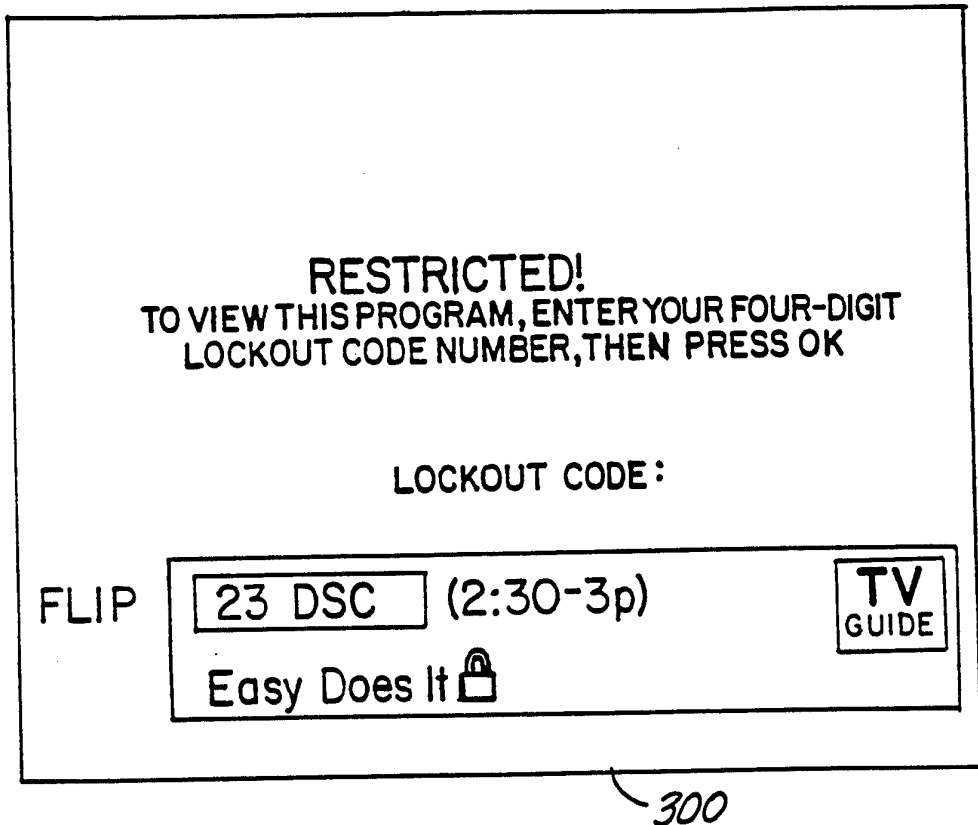 RESTRICTED!
TO VIEW THIS PROGRAM, ENTER YOUR FOUR-DIGIT
LOCKOUT CODE NUMBER, THEN PRESS OK
LOCKOUT CODE:
FLIP
23 DSC (2:30-3p)
TV
GUIDE
Easy Does It
300